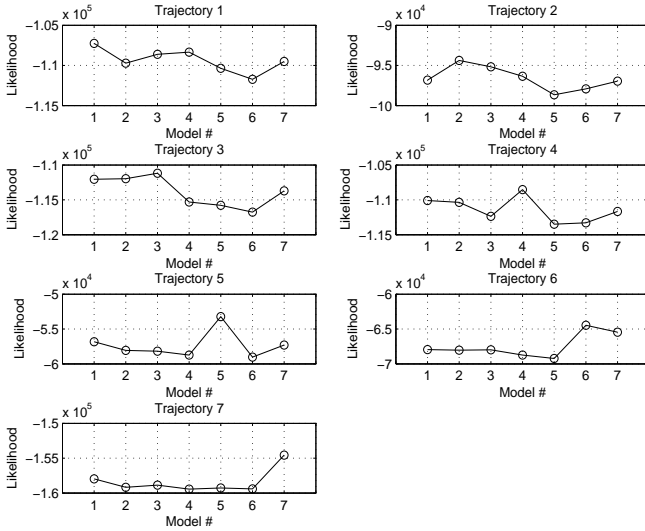 Trajectory 1
x 10^5
−1.05
−1.1
−1.15
Likelihood
1 2 3 4 5 6 7
Model #
Trajectory 2
x 10^4
−9
−9.5
−10
Likelihood
1 2 3 4 5 6 7
Model #
Trajectory 3
x 10^5
−1.1
−1.15
−1.2
Likelihood
1 2 3 4 5 6 7
Model #
Trajectory 4
x 10^5
−1.05
−1.1
−1.15
Likelihood
1 2 3 4 5 6 7
Model #
Trajectory 5
x 10^4
−5
−5.5
−6
Likelihood
1 2 3 4 5 6 7
Model #
Trajectory 6
x 10^4
−6
−6.5
−7
Likelihood
1 2 3 4 5 6 7
Model #
Trajectory 7
x 10^5
−1.5
−1.55
−1.6
Likelihood
1 2 3 4 5 6 7
Model #